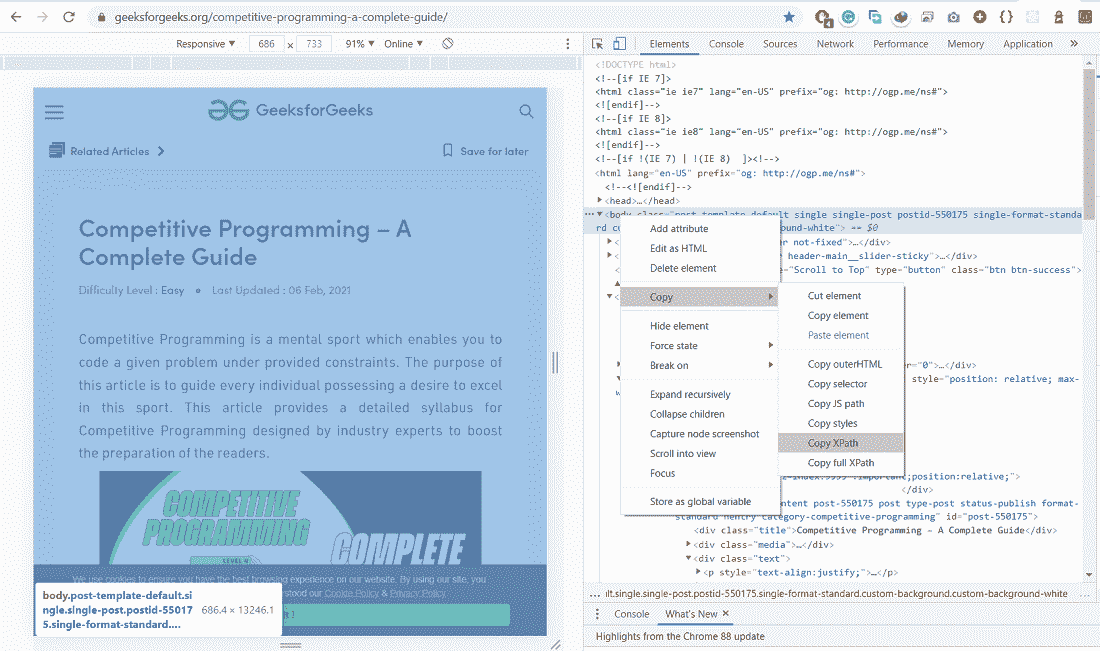 geeksforgeeks.org/competitive-programming-a-complete-guide/
4
Responsive ▼ 686 x 733 91% ▼ Online ▼
Elements Console Sources Network Performance Memory Application »
GeeksforGeeks
Related Articles
Save for later
Competitive Programming – A
Complete Guide
Difficulty Level : Easy ● Last Updated : 06 Feb, 2021
Competitive Programming is a mental sport which enables you to
code a given problem under provided constraints. The purpose of
this article is to guide every individual possessing a desire to excel
in this sport. This article provides a detailed syllabus for
Competitive Programming designed by industry experts to boost
the preparation of the readers.
COMPETITIVE
PROGRAMMING
COMPLETE
LEVEL
We use cookies to ensure you have the best browsing experience on our website. By using our site, you
rstood our Cookie Policy & Privacy Policy
!
body.post-template-default.si
ngle.single-post.postid-55017
5.single-format-standard....
686.4 × 13246.1
<!DOCTYPE html>
<!--[if IE 7]>
<html class="ie ie7" lang="en-US" prefix="og: http://ogp.me/ns#">
<![endif]-->
<!--[if IE 8]>
<html class="ie ie8" lang="en-US" prefix="og: http://ogp.me/ns#">
<![endif]-->
<!--[if !(IE 7) | !(IE 8)  ]><!-->
<html lang="en-US" prefix="og: http://ogp.me/ns#">
<!--<![endif]-->
<head>…</head>
<body class="post-template-default single single-post postid-550175 single-format-standa
rd cu
ound-white"> == $0
r not-fixed">…</div>
header-main__slider-sticky">…</div>
="Scroll to Top" type="button" class="btn btn-success">
Add attribute
Edit as HTML
Delete element
Copy
Hide element
Force state
Break on
Expand recursively
Collapse children
Capture node screenshot
Scroll into view
Focus
Store as global variable
Cut element
Copy element
Paste element
Copy outerHTML
Copy selector
Copy JS path
Copy styles
Copy XPath
Copy full XPath
er="0">…</div>
style="position: relative; max-
w
z-index:9999 !important;position:relative;">
</div>
ntent post-550175 post type-post status-publish format-
standard hentry category-competitive-programming" id="post-550175">
<div class="title">Competitive Programming – A Complete Guide</div>
<div class="media">…</div>
<div class="text">
<p style="text-align:justify;">…</p>
... ult.single.single-post.postid-550175.single-format-standard.custom-background.custom-background-white ...
Console What's New ×
Highlights from the Chrome 88 update